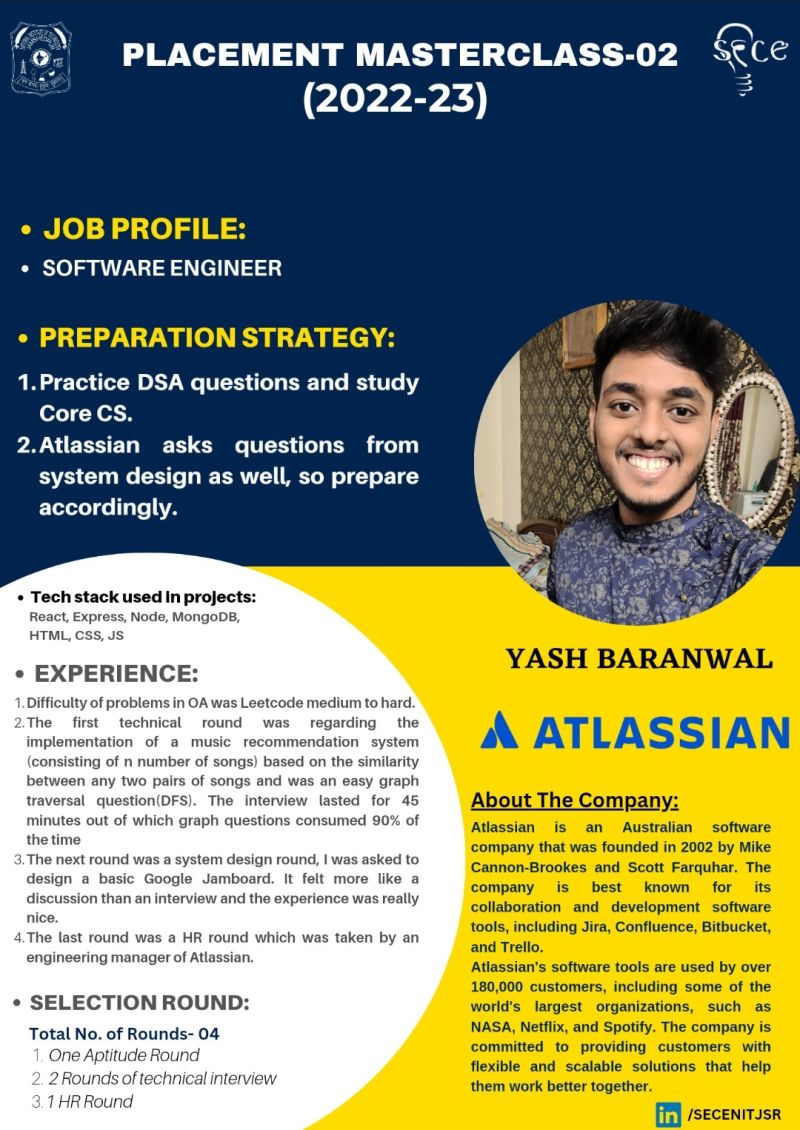 PLACEMENT MASTERCLASS-02
(2022-23)
sece
• JOB PROFILE:
• SOFTWARE ENGINEER
• PREPARATION STRATEGY:
1. Practice DSA questions and study
Core CS.
2. Atlassian asks questions from
system design as well, so prepare
accordingly.
• Tech stack used in projects:
React, Express, Node, MongoDB,
HTML, CSS, JS
• EXPERIENCE:
1. Difficulty of problems in OA was Leetcode medium to hard.
2. The first technical round was regarding the
implementation of a music recommendation system
(consisting of n number of songs) based on the similarity
between any two pairs of songs and was an easy graph
traversal question(DFS). The interview lasted for 45
minutes out of which graph questions consumed 90% of
the time
3. The next round was a system design round, I was asked to
design a basic Google Jamboard. It felt more like a
discussion than an interview and the experience was really
nice.
4. The last round was a HR round which was taken by an
engineering manager of Atlassian.
• SELECTION ROUND:
Total No. of Rounds- 04
1. One Aptitude Round
2. 2 Rounds of technical interview
3. 1 HR Round
YASH BARANWAL
ATLASSIAN
About The Company:
Atlassian is an Australian software
company that was founded in 2002 by Mike
Cannon-Brookes and Scott Farquhar. The
company is best known for its
collaboration and development software
tools, including Jira, Confluence, Bitbucket,
and Trello.
Atlassian's software tools are used by over
180,000 customers, including some of the
world's largest organizations, such as
NASA, Netflix, and Spotify. The company is
committed to providing customers with
flexible and scalable solutions that help
them work better together.
in /SECENITJSR